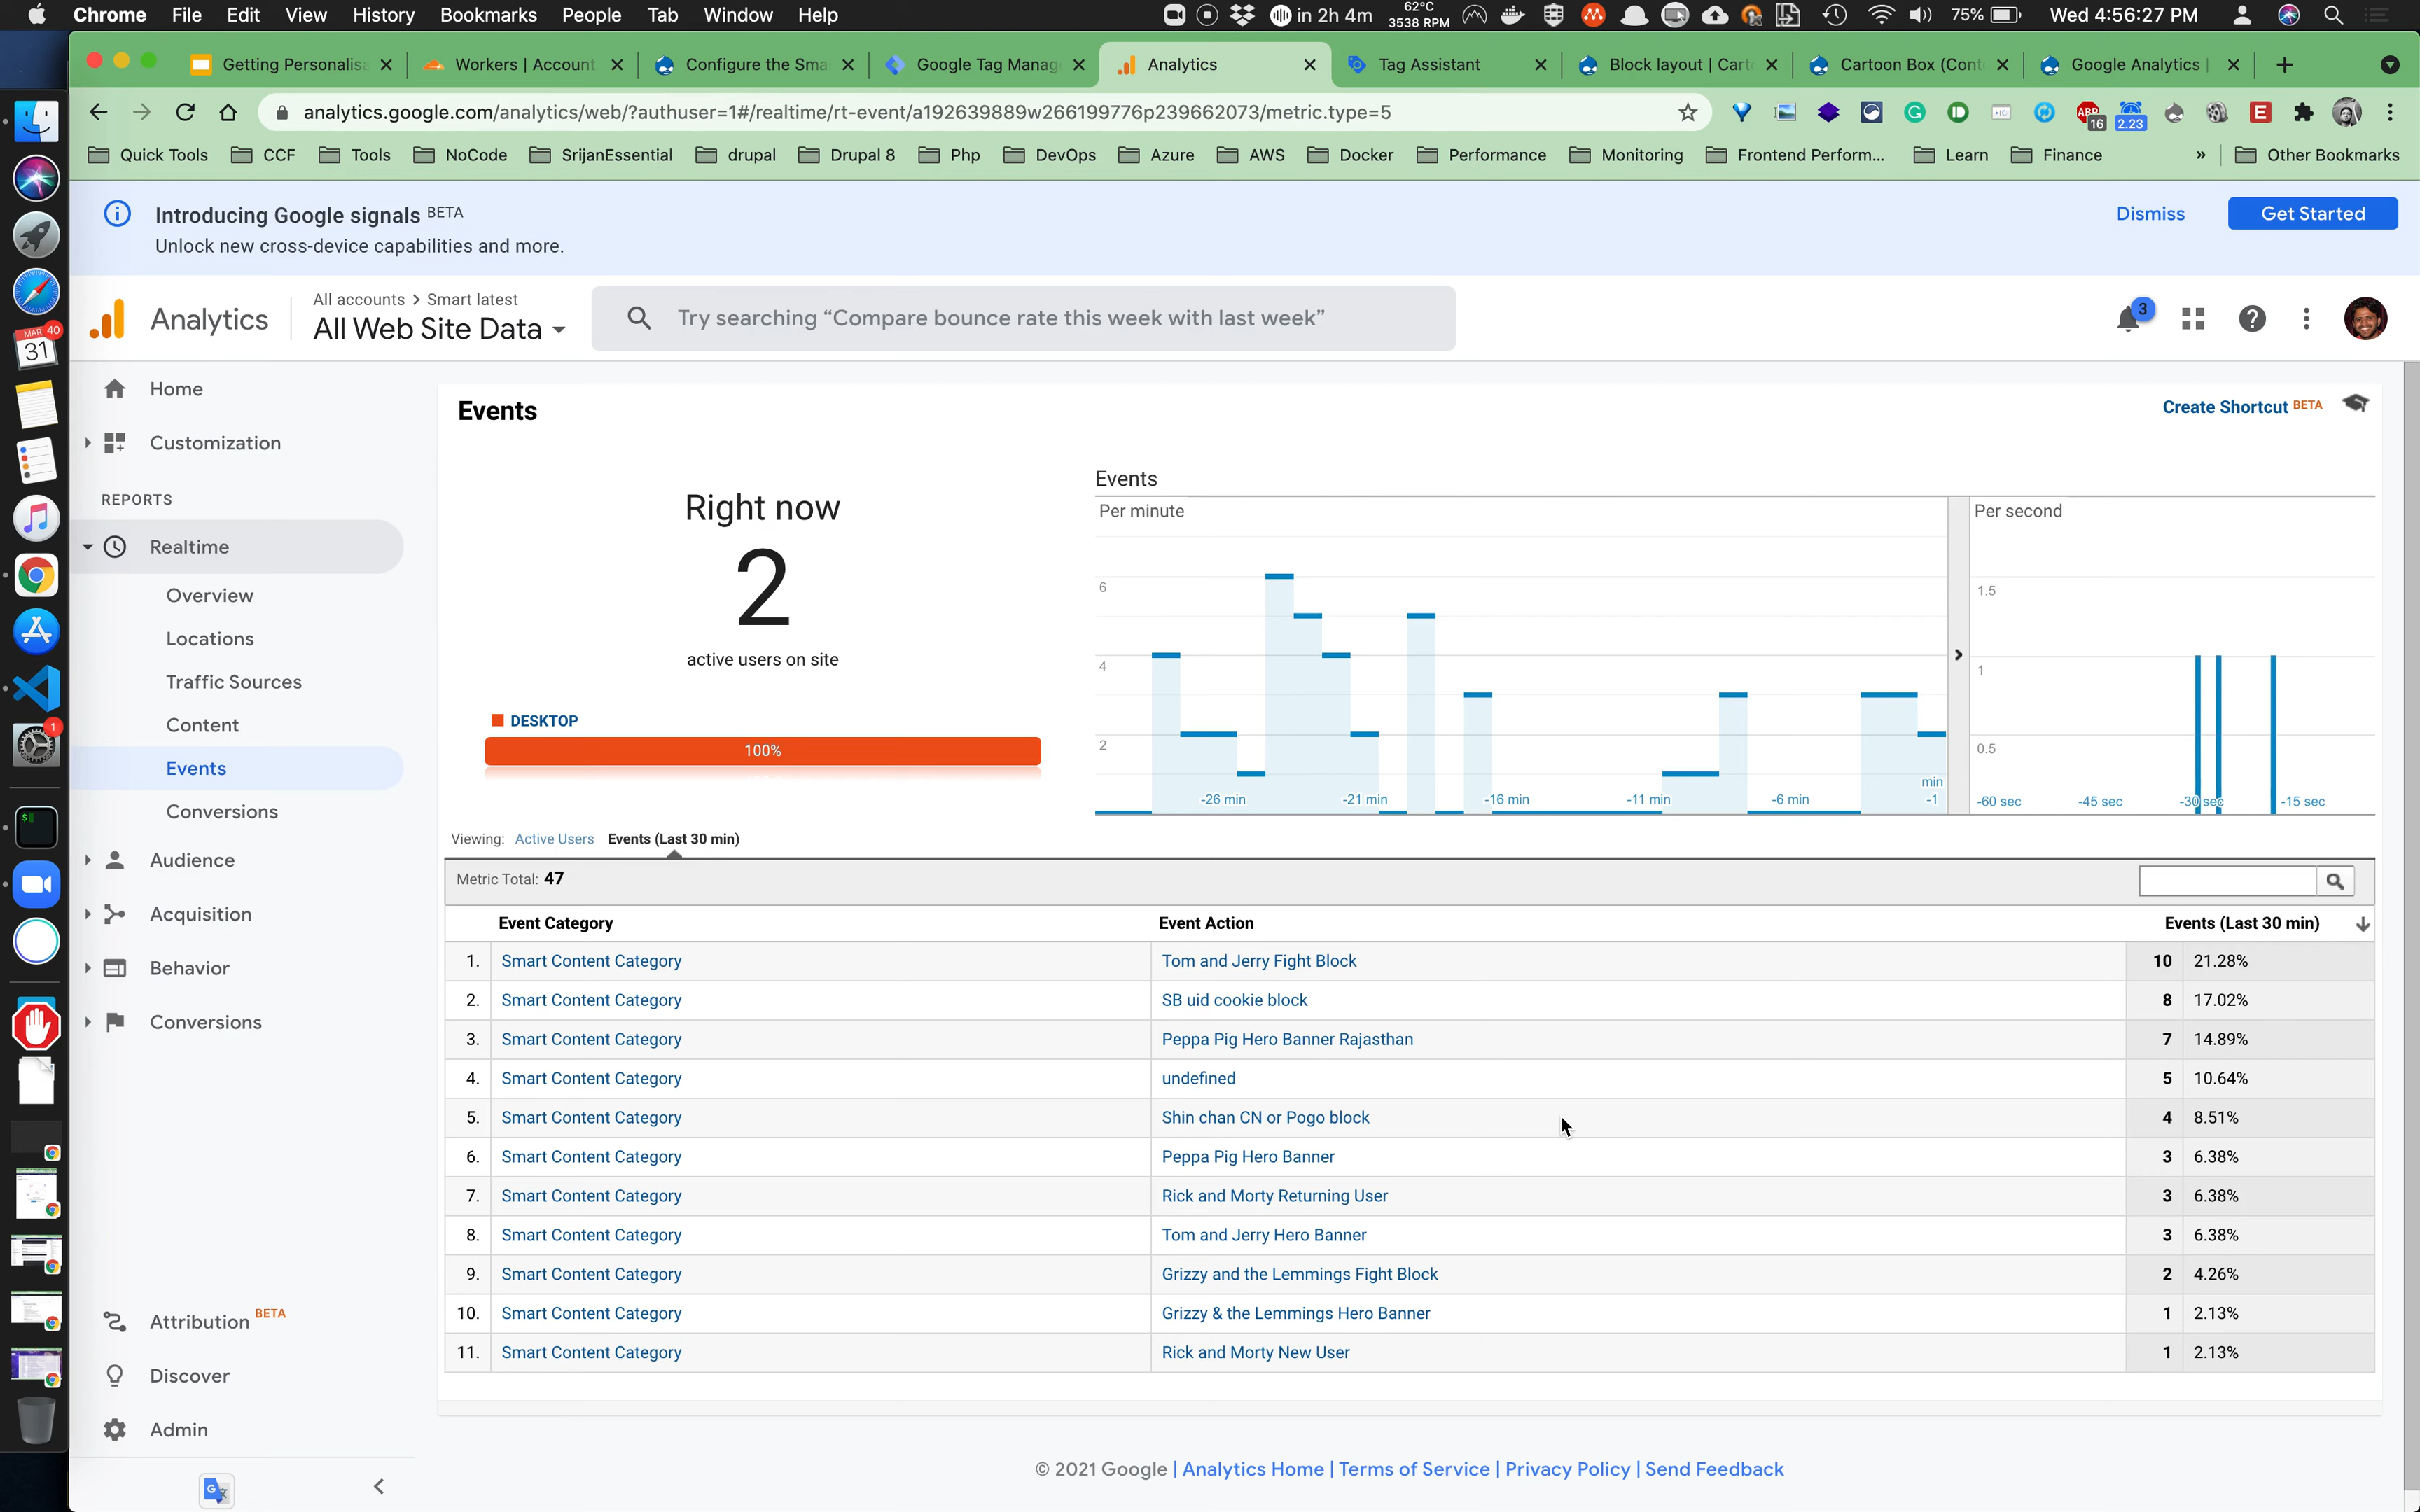 Chrome File Edit View History Bookmarks People Tab Window Help
in 2h 4m 62°C 3538 RPM 75% Wed 4:56:27 PM
Getting Personalisa Workers | Account Configure the Sma Google Tag Manag Analytics Tag Assistant Block layout | Carto Cartoon Box (Cont Google Analytics |
analytics.google.com/analytics/web/?authuser=1#/realtime/rt-event/a192639889w266199776p239662073/metric.type=5
ABP 16 2.23 E
Quick Tools CCF Tools NoCode SrijanEssential drupal Drupal 8 Php DevOps Azure AWS Docker Performance Monitoring Frontend Perform... Learn Finance » Other Bookmarks
Introducing Google signals BETA
Unlock new cross-device capabilities and more.
Dismiss Get Started
Analytics
All accounts > Smart latest
All Web Site Data
Try searching “Compare bounce rate this week with last week”
3
MAR 40
31
1
Home
Customization
REPORTS
Realtime
Overview
Locations
Traffic Sources
Content
Events
Conversions
Audience
Acquisition
Behavior
Conversions
Attribution BETA
Discover
Admin
Events
Create Shortcut BETA
Right now
2
active users on site
DESKTOP
100%
Events
Per minute
6
4
2
-26 min -21 min -16 min -11 min -6 min min -1
Per second
1.5
1
0.5
-60 sec -45 sec -30 sec -15 sec
Viewing: Active Users Events (Last 30 min)
Metric Total: 47
Event Category Event Action Events (Last 30 min)
1. Smart Content Category Tom and Jerry Fight Block 10 21.28%
2. Smart Content Category SB uid cookie block 8 17.02%
3. Smart Content Category Peppa Pig Hero Banner Rajasthan 7 14.89%
4. Smart Content Category undefined 5 10.64%
5. Smart Content Category Shin chan CN or Pogo block 4 8.51%
6. Smart Content Category Peppa Pig Hero Banner 3 6.38%
7. Smart Content Category Rick and Morty Returning User 3 6.38%
8. Smart Content Category Tom and Jerry Hero Banner 3 6.38%
9. Smart Content Category Grizzy and the Lemmings Fight Block 2 4.26%
10. Smart Content Category Grizzy & the Lemmings Hero Banner 1 2.13%
11. Smart Content Category Rick and Morty New User 1 2.13%
© 2021 Google | Analytics Home | Terms of Service | Privacy Policy | Send Feedback